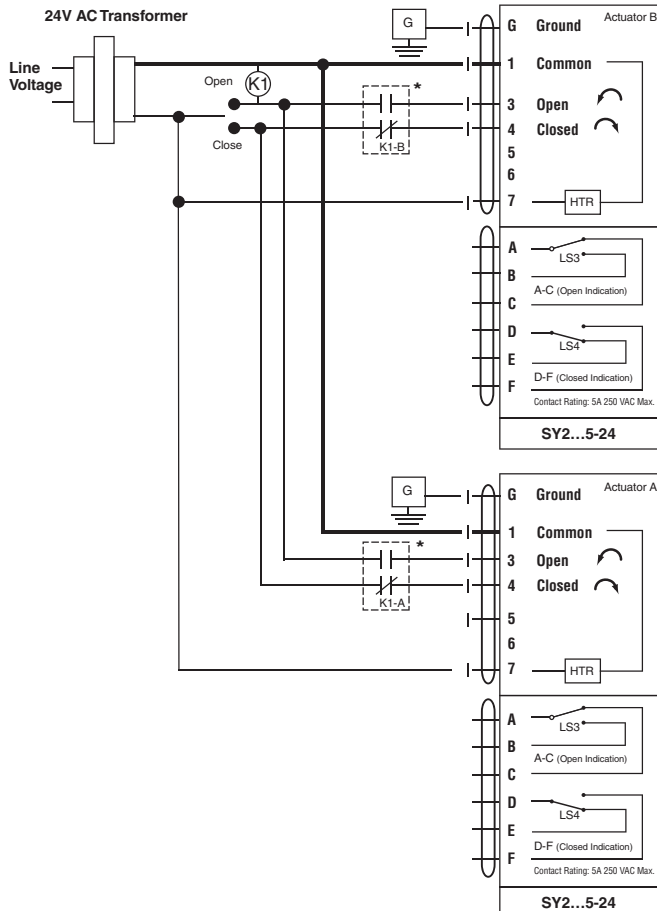 24V AC Transformer
Line
Voltage
Open
K1
Close
G
*
K1-B
G Ground
Actuator B
1 Common
3 Open
4 Closed
5
6
7
HTR
A
LS3
B
A-C (Open Indication)
C
D
LS4
E
D-F (Closed Indication)
F
Contact Rating: 5A 250 VAC Max.
SY2...5-24
G
*
K1-A
G Ground
Actuator A
1 Common
3 Open
4 Closed
5
6
7
HTR
A
LS3
B
A-C (Open Indication)
C
D
LS4
E
D-F (Closed Indication)
F
Contact Rating: 5A 250 VAC Max.
SY2...5-24